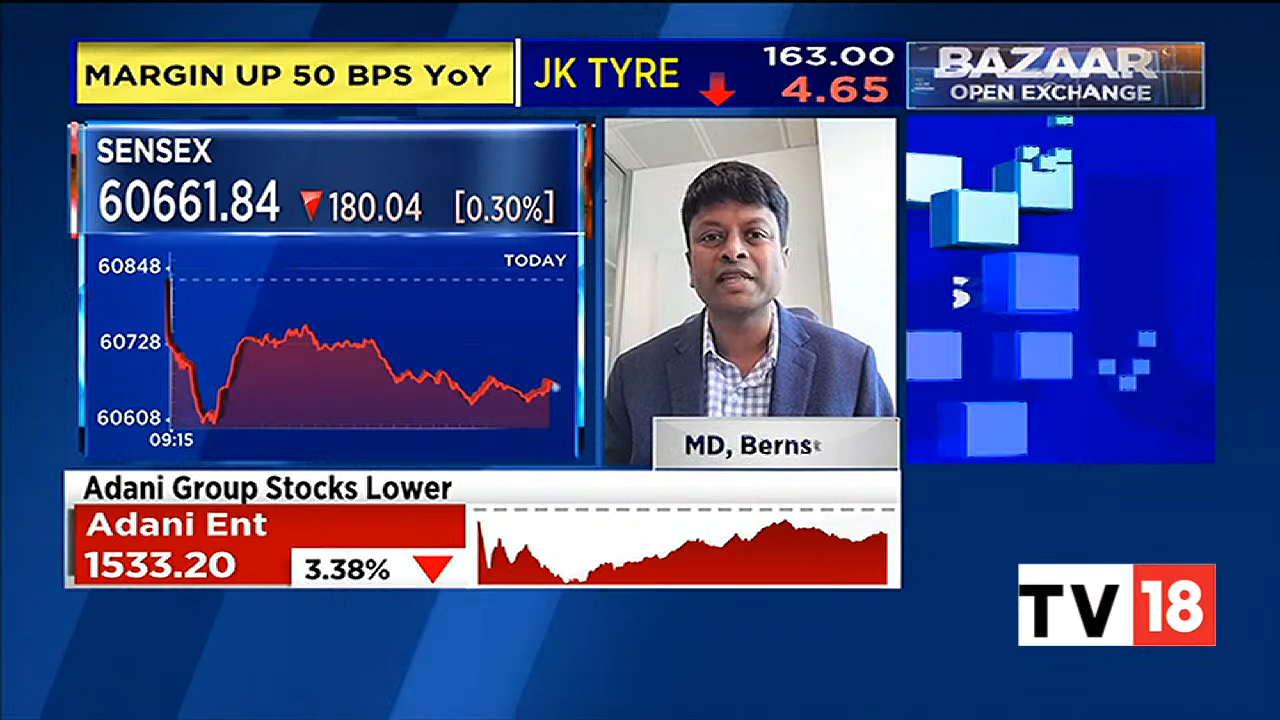 MARGIN UP 50 BPS YoY
JK TYRE
163.00
4.65
BAZAAR
OPEN EXCHANGE
SENSEX
60661.84 180.04 [0.30%]
TODAY
60848
60728
60608
09:15
MD, Berns
Adani Group Stocks Lower
Adani Ent
1533.20
3.38%
TV18